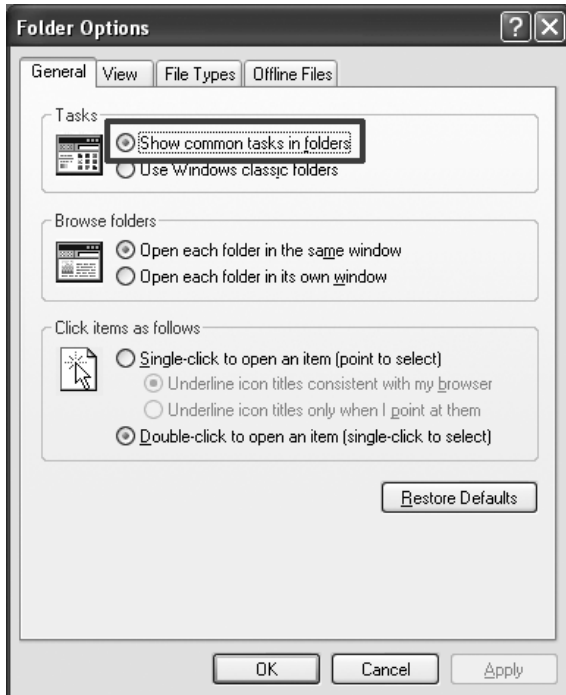 Folder Options
General View File Types Offline Files
Tasks
Show common tasks in folders
Use Windows classic folders
Browse folders
Open each folder in the same window
Open each folder in its own window
Click items as follows
Single-click to open an item (point to select)
Underline icon titles consistent with my browser
Underline icon titles only when I point at them
Double-click to open an item (single-click to select)
Restore Defaults
OK Cancel Apply